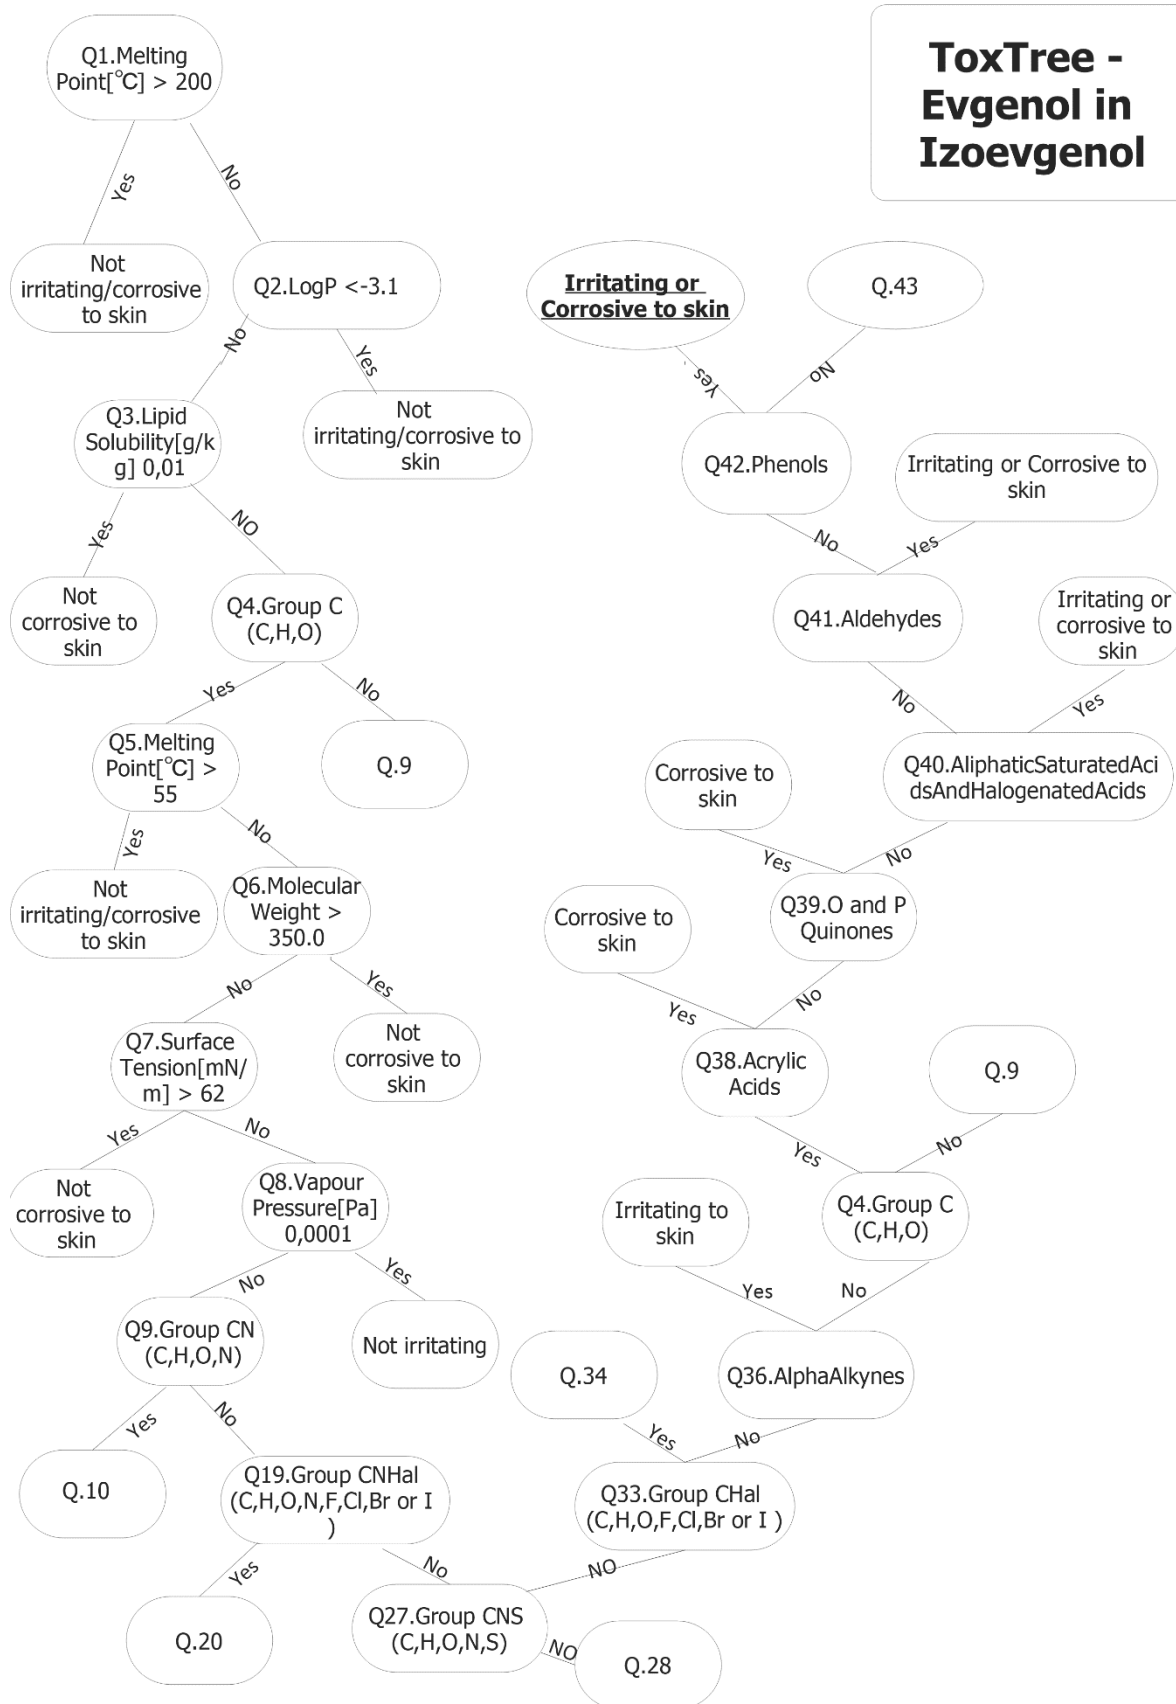 ToxTree -
Evgenol in
Izoevgenol
Q1.Melting
Point[°C] > 200
Yes
No
Not
irritating/corrosive
to skin
Q2.LogP <-3.1
No
Yes
Q3.Lipid
Solubility[g/k
g] 0,01
Not
irritating/corrosive to
skin
Yes
NO
Not
corrosive to
skin
Q4.Group C
(C,H,O)
Yes
No
Q5.Melting
Point[°C] >
55
Q.9
Yes
No
Not
irritating/corrosive
to skin
Q6.Molecular
Weight >
350.0
No
Yes
Q7.Surface
Tension[mN/
m] > 62
Not
corrosive to
skin
Yes
No
Not
corrosive to
skin
Q8.Vapour
Pressure[Pa]
0,0001
No
Yes
Q9.Group CN
(C,H,O,N)
Not irritating
Yes
No
Q.10
Q19.Group CNHal
(C,H,O,N,F,Cl,Br or I
)
Yes
No
Q.20
Q27.Group CNS
(C,H,O,N,S)
NO
Q.28
NO
Irritating or
Corrosive to skin
Q.43
Yes
No
Q42.Phenols
Irritating or Corrosive to
skin
No
Yes
Q41.Aldehydes
Irritating or
corrosive to
skin
No
Yes
Corrosive to
skin
Q40.AliphaticSaturatedAci
dsAndHalogenatedAcids
Yes
No
Corrosive to
skin
Q39.O and P
Quinones
Yes
No
Q38.Acrylic
Acids
Q.9
Yes
No
Irritating to
skin
Q4.Group C
(C,H,O)
Yes
No
Q.34
Q36.AlphaAlkynes
Yes
No
Q33.Group CHal
(C,H,O,F,Cl,Br or I )